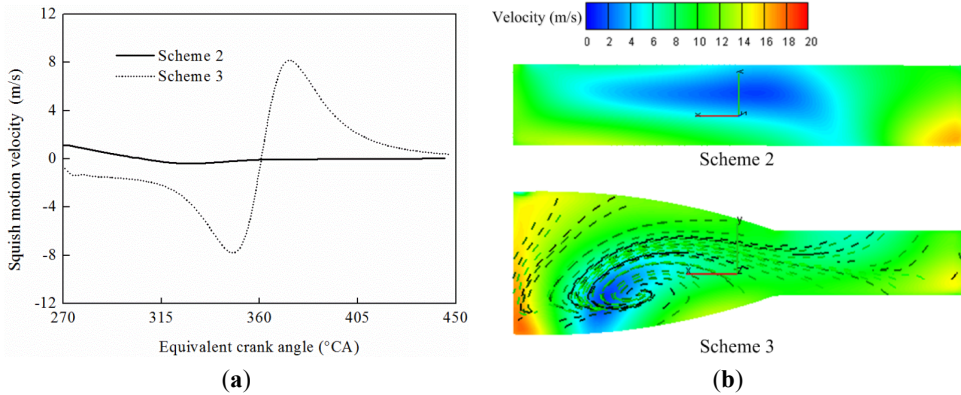 12
8
4
0
-4
-8
-12
Squish motion velocity (m/s)
Scheme 2
Scheme 3
270 315 360 405 450
Equivalent crank angle (°CA)
(a)
Velocity (m/s)
0 2 4 6 8 10 12 14 16 18 20
Scheme 2
Scheme 3
(b)